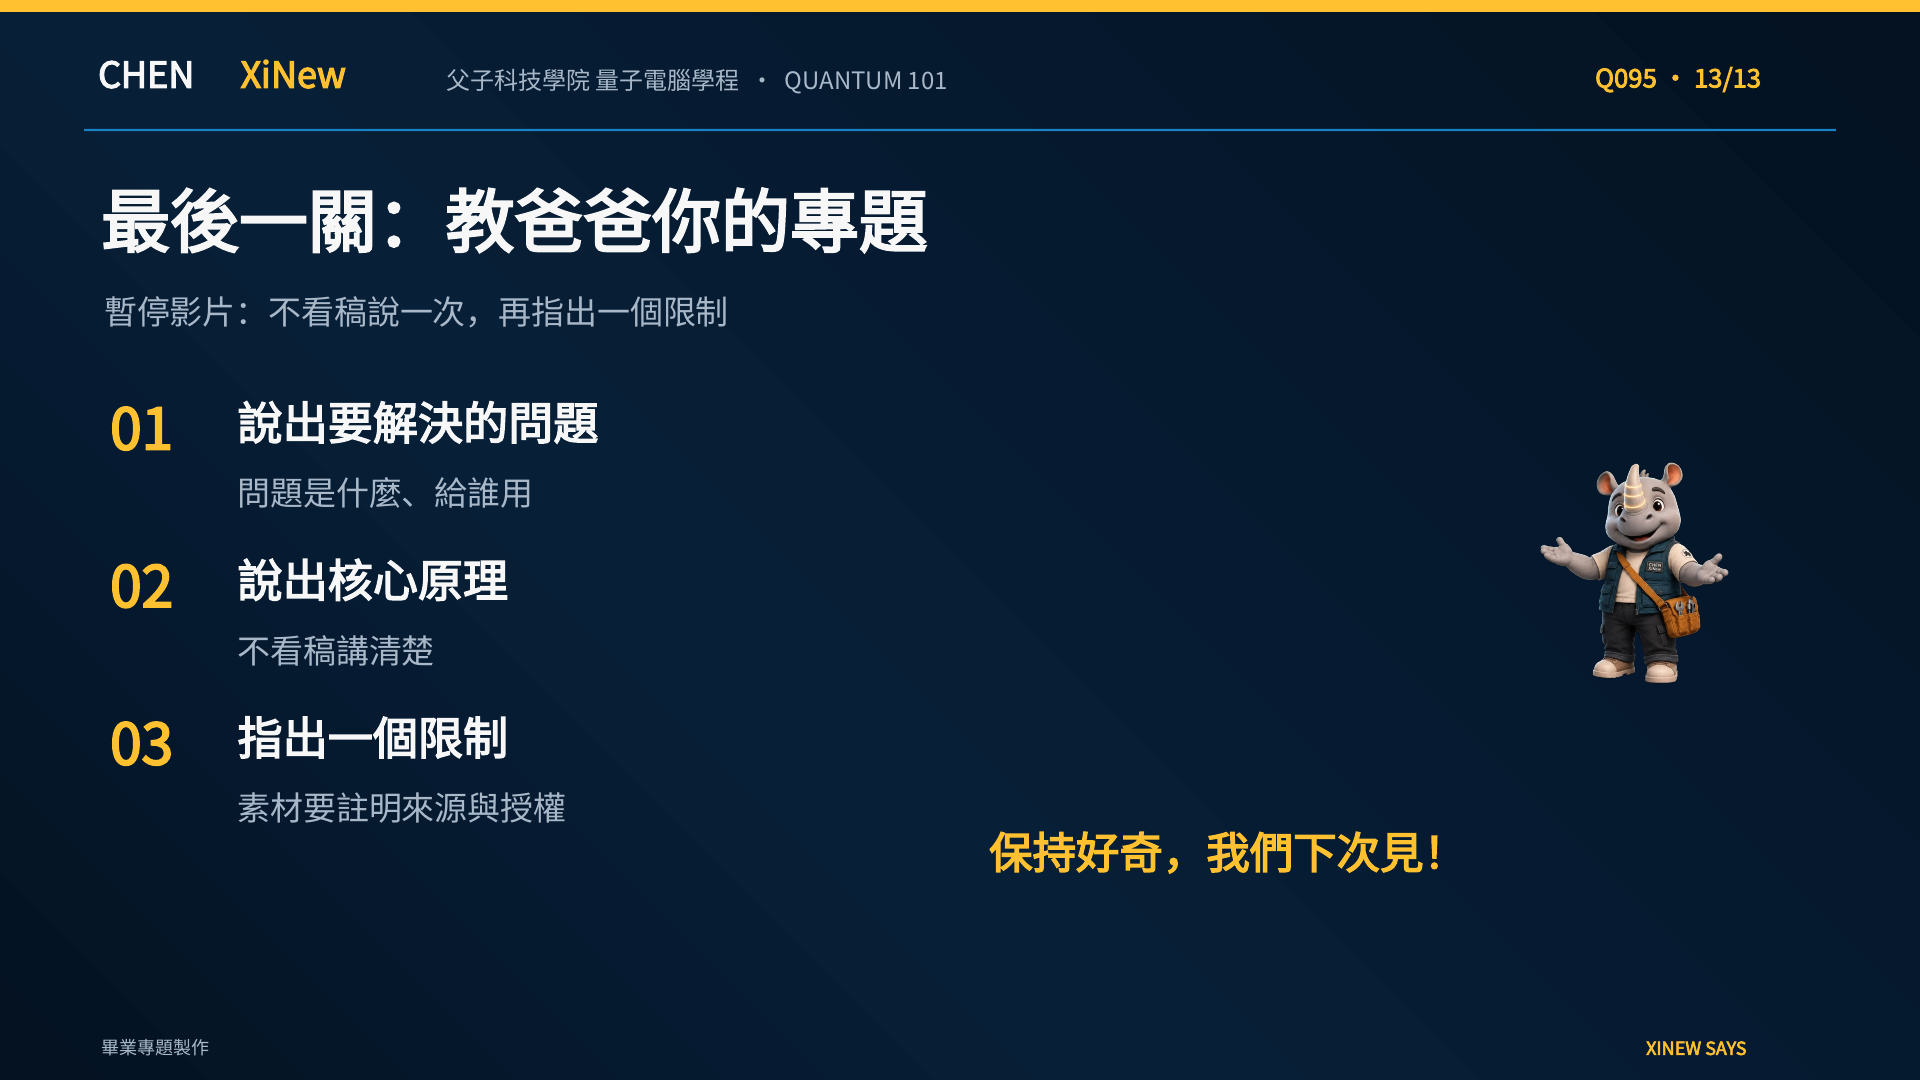 CHEN XiNew 父子科技學院 量子電腦學程 • QUANTUM 101 Q095 • 13/13
最後一關：教爸爸你的專題
暫停影片：不看稿說一次，再指出一個限制
01 說出要解決的問題
問題是什麼、給誰用
02 說出核心原理
不看稿講清楚
03 指出一個限制
素材要註明來源與授權
保持好奇，我們下次見！
畢業專題製作 XINEW SAYS
CHEN
XiNew